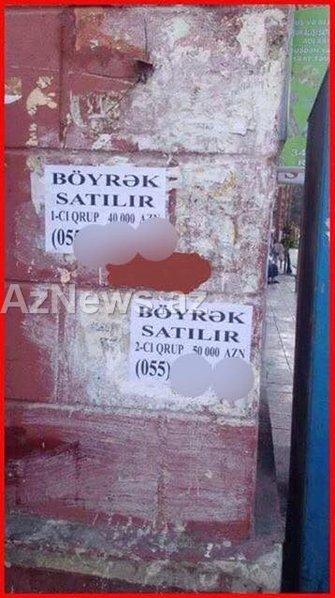 BÖYRƏK
SATILIR
1-CI QRUP 40 000 AZN
(055
AzNews.az
BÖYRƏK
SATILIR
2-CI QRUP 50 000 AZN
(055)